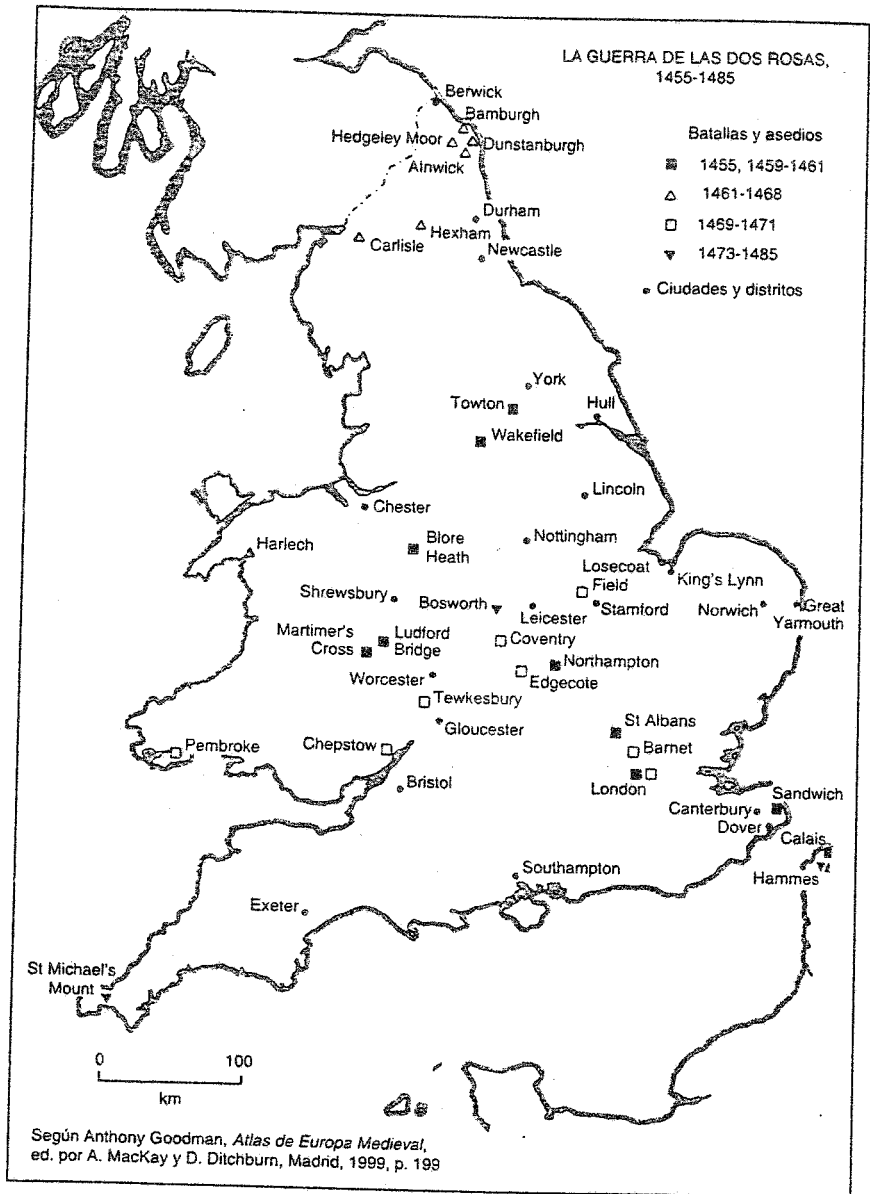 LA GUERRA DE LAS DOS ROSAS,
1455-1485
Batallas y asedios
1455, 1459-1461
1461-1468
1459-1471
1473-1485
Ciudades y distritos
Berwick
Bamburgh
Hedgeley Moor
Dunstanburgh
Alnwick
Durham
Hexham
Carlisle
Newcastle
York
Towton
Hull
Wakefield
Lincoln
Chester
Blore
Heath
Nottingham
Harlech
Losecoat
Field
King's Lynn
Shrewsbury
Bosworth
Leicester
Stamford
Norwich
Great
Yarmouth
Martimer's
Cross
Ludford
Bridge
Coventry
Northampton
Worcester
Edgecote
Tewkesbury
Gloucester
St Albans
Pembroke
Chepstow
Barnet
London
Bristol
Sandwich
Canterbury
Dover
Calais
Southampton
Hammes
Exeter
St Michael's
Mount
0 100
km
Según Anthony Goodman, Atlas de Europa Medieval,
ed. por A. MacKay y D. Ditchburn, Madrid, 1999, p. 199